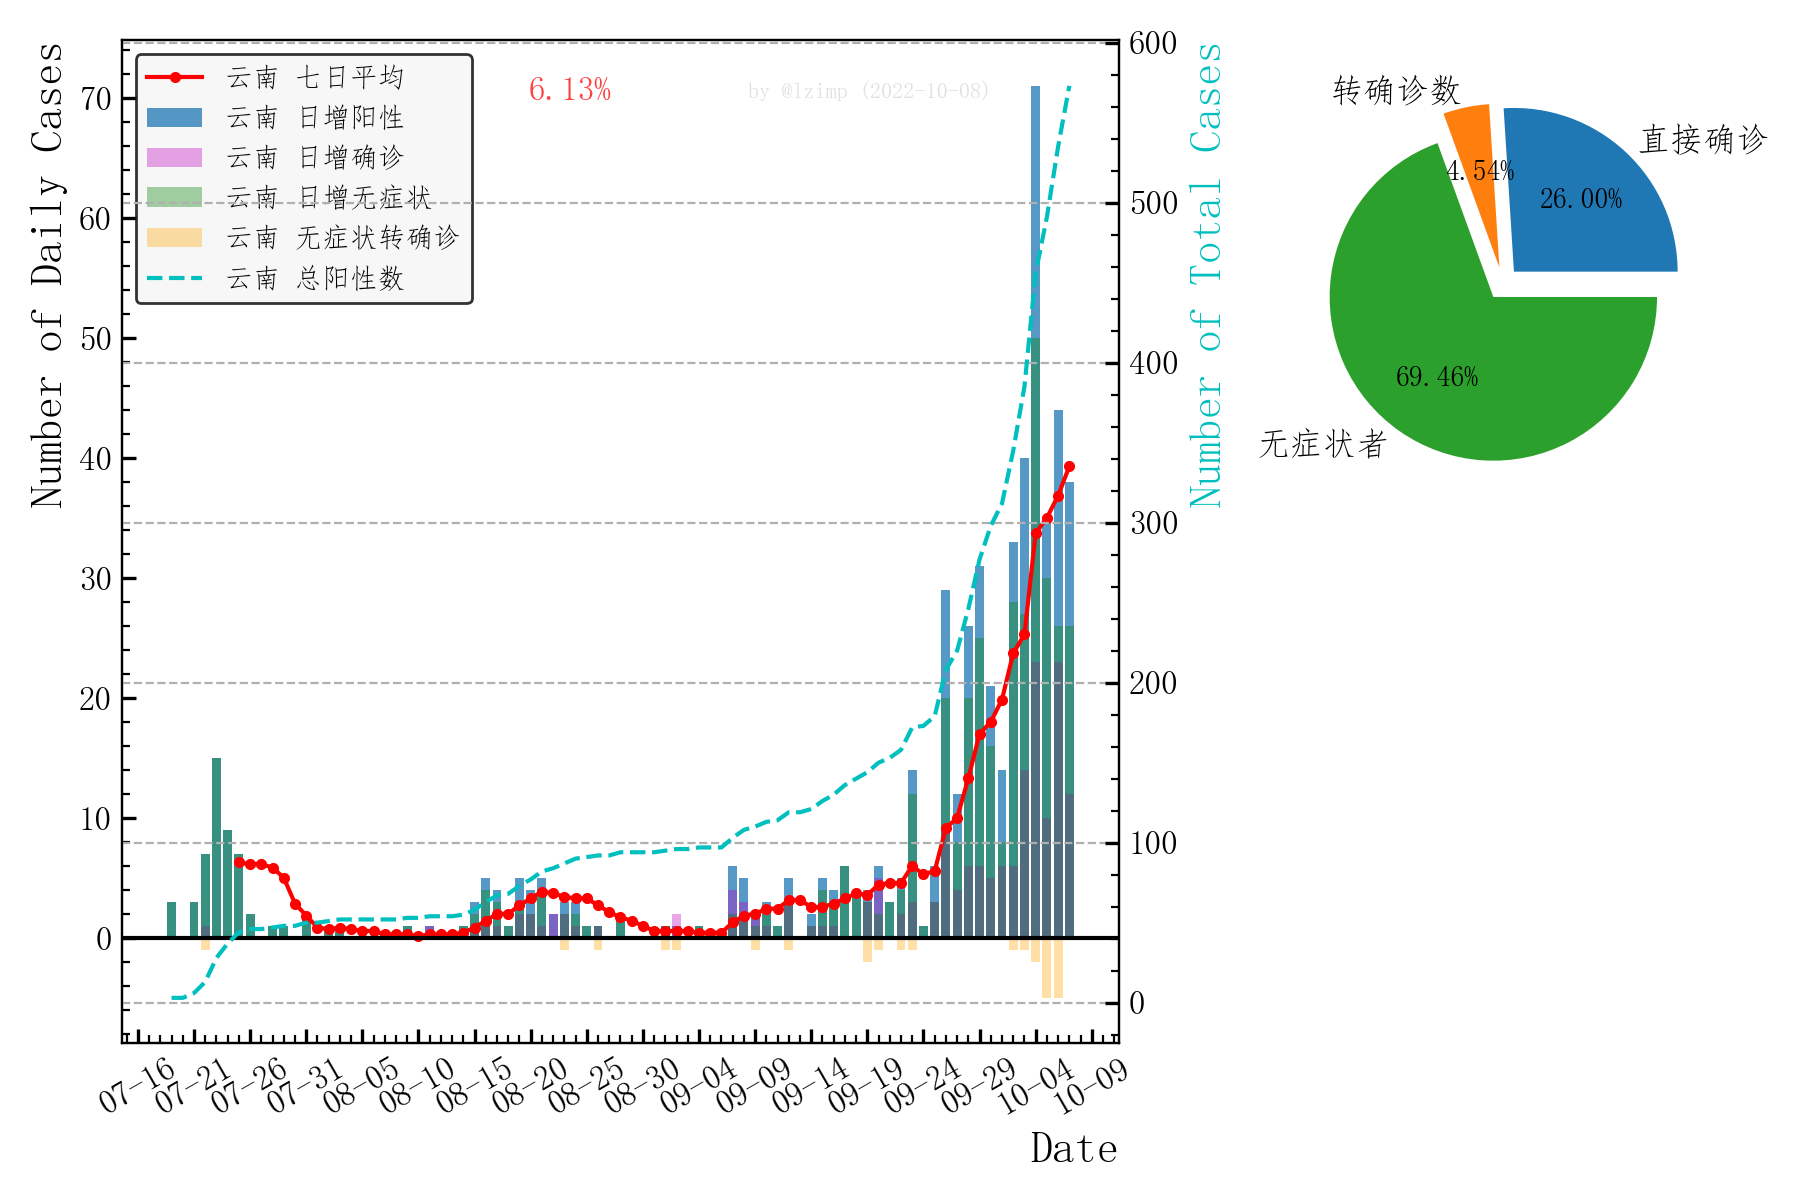 Number of Daily Cases
70
60
50
40
30
20
10
0
云南 七日平均
云南 日增阳性
云南 日增确诊
云南 日增无症状
云南 无症状转确诊
云南 总阳性数
6.13%
by @lzimp (2022-10-08)
600
500
400
300
200
100
0
Number of Total Cases
07-16
07-21
07-26
07-31
08-05
08-10
08-15
08-20
08-25
08-30
09-04
09-09
09-14
09-19
09-24
09-29
10-04
10-09
Date
转确诊数
直接确诊
4.54%
26.00%
69.46%
无症状者